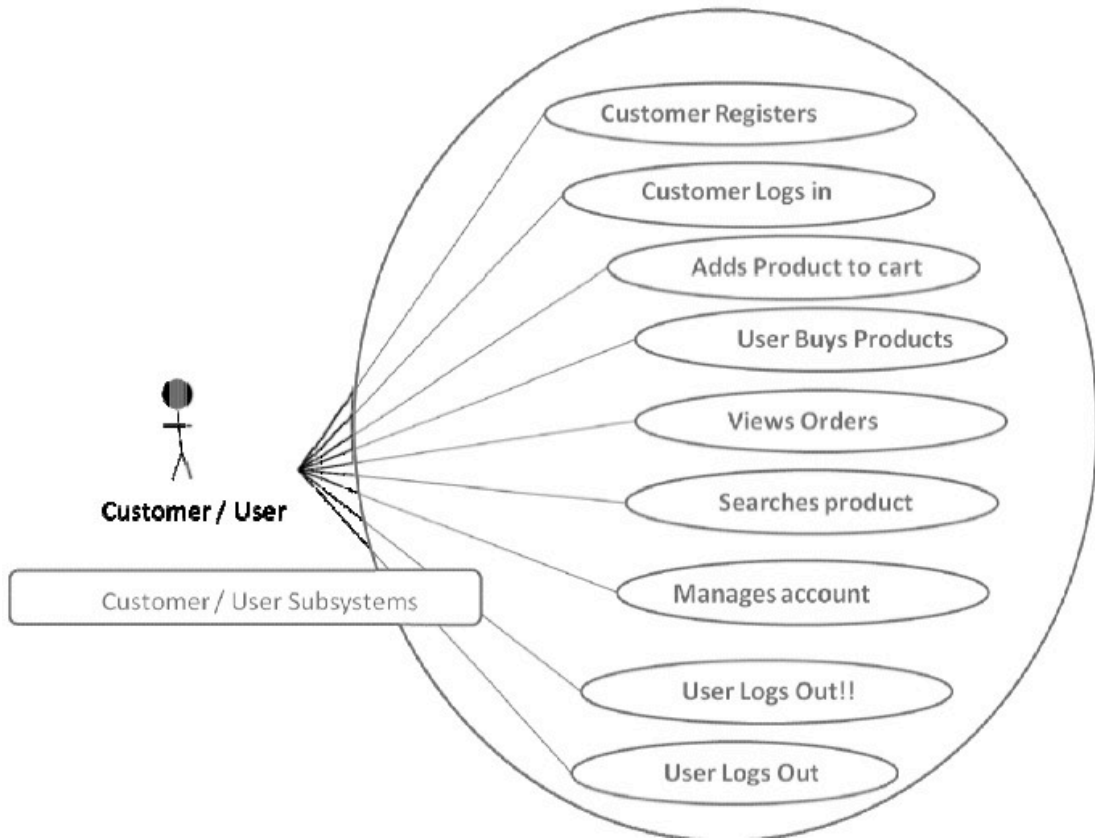 Customer Registers
Customer Logs in
Adds Product to cart
User Buys Products
Views Orders
Searches product
Customer / User
Manages account
Customer / User Subsystems
User Logs Out!!
User Logs Out